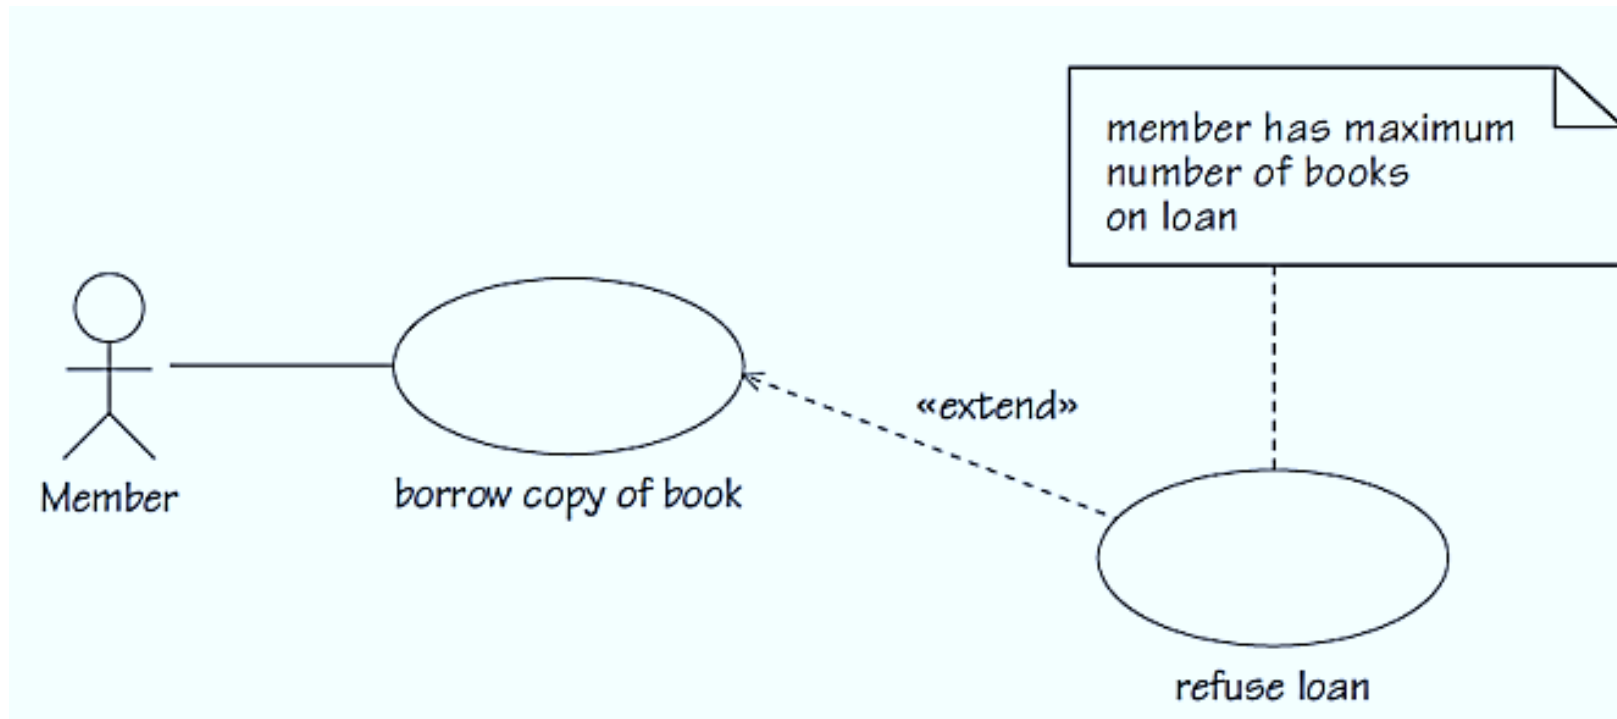 member has maximum
number of books
on loan
«extend»
Member
borrow copy of book
refuse loan